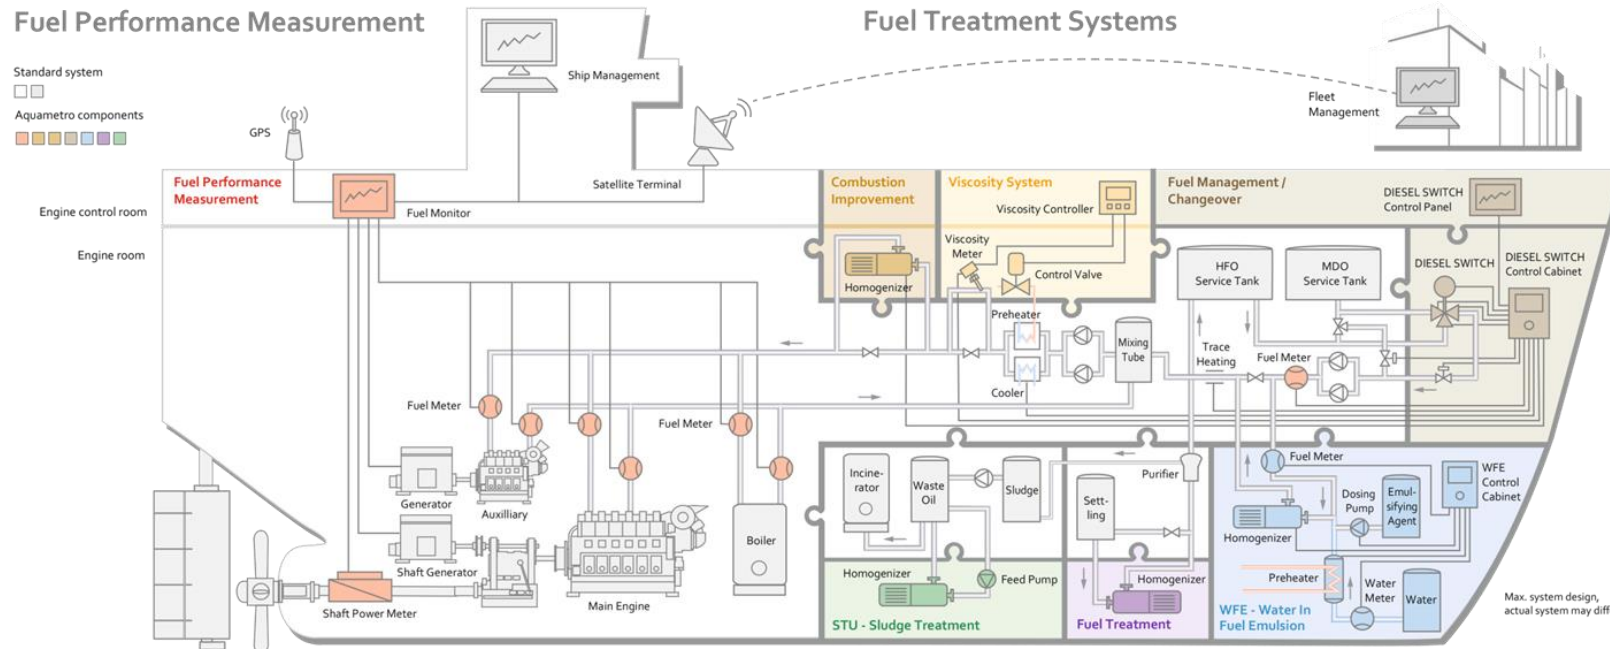 Fuel Performance Measurement
Fuel Treatment Systems
Standard system
Aquametro components
GPS
Ship Management
Satellite Terminal
Fleet
Management
Engine control room
Engine room
Fuel Performance
Measurement
Fuel Monitor
Combustion
Improvement
Homogenizer
Viscosity System
Viscosity Controller
Viscosity
Meter
Control Valve
Fuel Management /
Changeover
DIESEL SWITCH
Control Panel
HFO
Service Tank
MDO
Service Tank
DIESEL SWITCH
DIESEL SWITCH
Control Cabinet
Preheater
Cooler
Mixing
Tube
Trace
Heating
Fuel Meter
Fuel Meter
Fuel Meter
Generator
Auxilliary
Shaft Generator
Shaft Power Meter
Main Engine
Boiler
Incine-
rator
Waste
Oil
Sludge
Homogenizer
Feed Pump
STU - Sludge Treatment
Purifier
Sett-
ling
Homogenizer
Fuel Treatment
Fuel Meter
WFE
Control
Cabinet
Dosing
Pump
Emul-
sifying
Agent
Homogenizer
Preheater
Water
Meter
Water
WFE - Water In
Fuel Emulsion
Max. system design,
actual system may diff